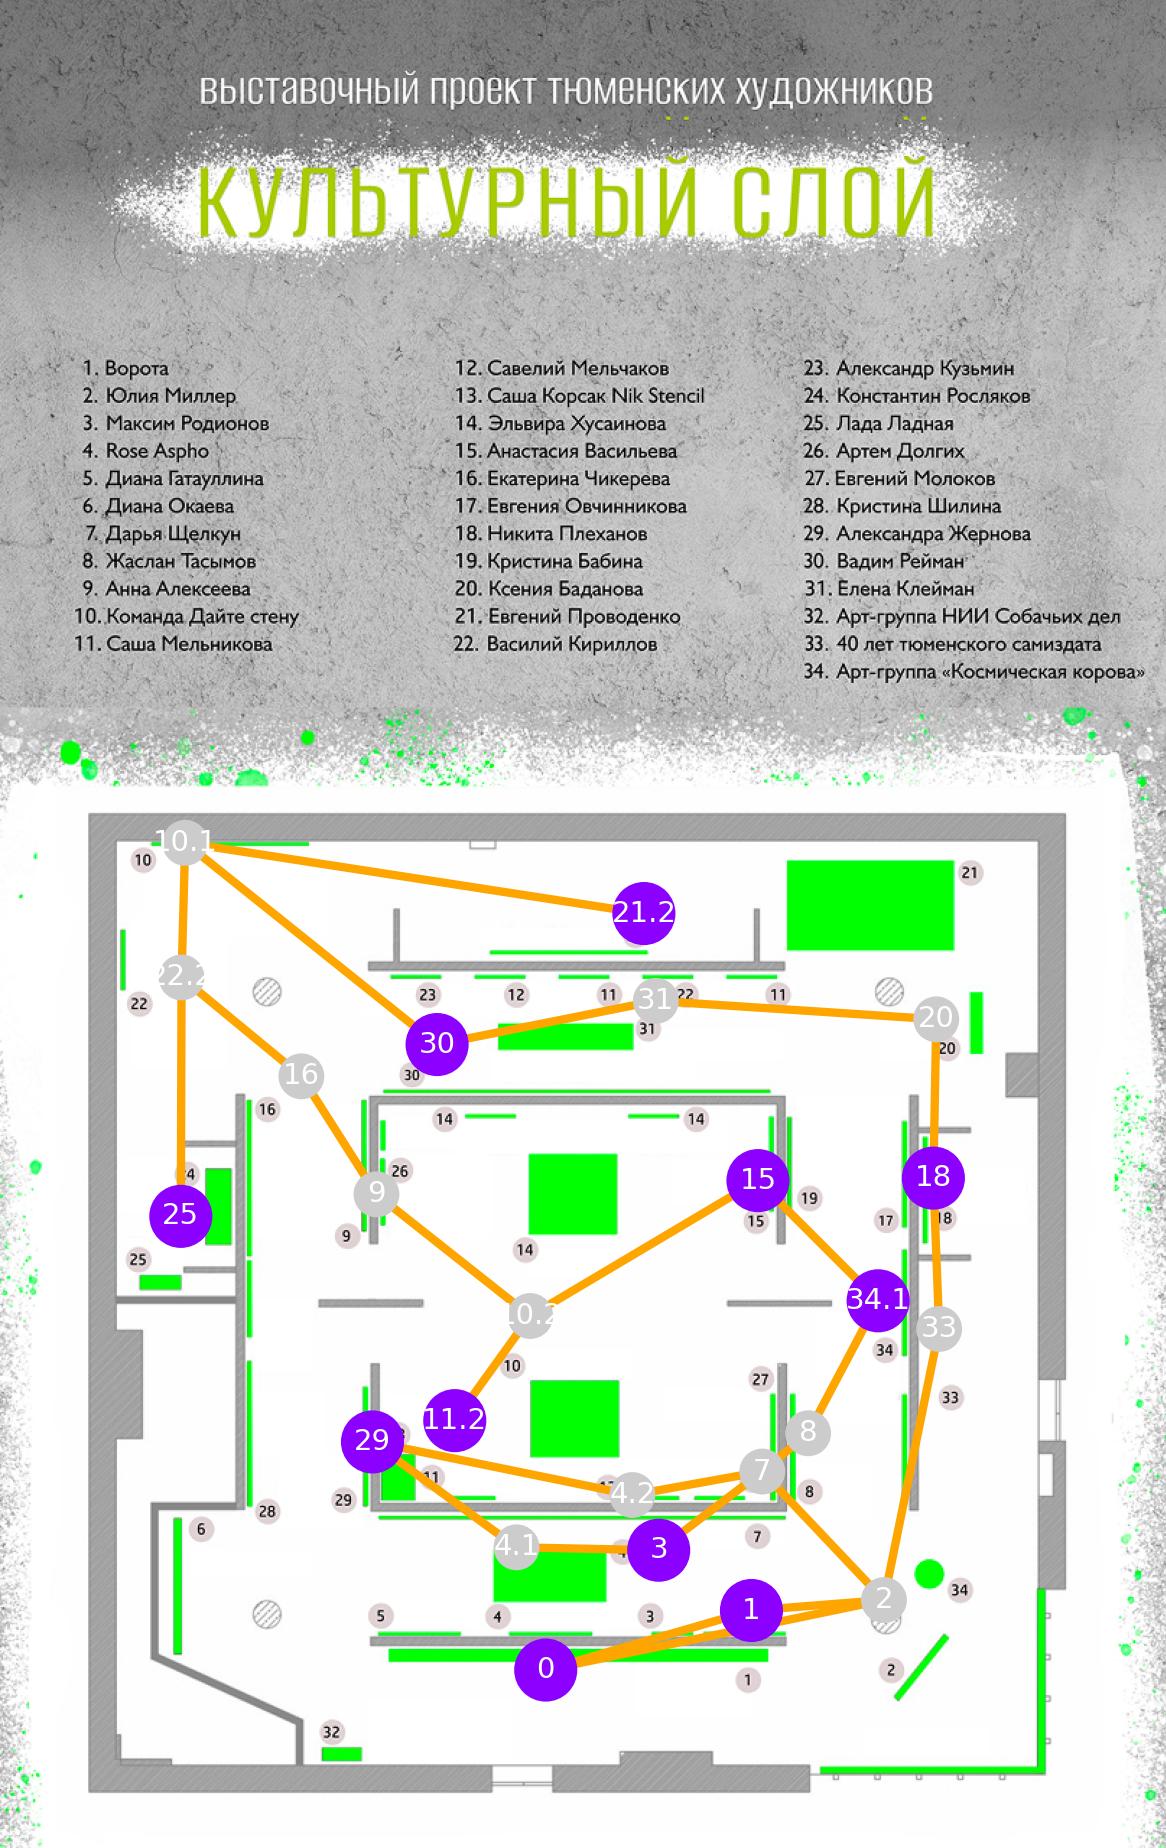 выставочный проект тюменских художников
КУЛЬТУРНЫЙ СЛОЙ
1. Ворота
2. Юлия Миллер
3. Максим Родионов
4. Rose Aspho
5. Диана Гатауллина
6. Диана Окаева
7. Дарья Щелкун
8. Жаслан Тасымов
9. Анна Алексеева
10. Команда Дайте стену
11. Саша Мельникова
12. Савелий Мельчаков
13. Саша Корсак Nik Stencil
14. Эльвира Хусаинова
15. Анастасия Васильева
16. Екатерина Чикерева
17. Евгения Овчинникова
18. Никита Плеханов
19. Кристина Бабина
20. Ксения Баданова
21. Евгений Проводенко
22. Василий Кириллов
23. Александр Кузьмин
24. Константин Росляков
25. Лада Ладная
26. Артем Долгих
27. Евгений Молоков
28. Кристина Шилина
29. Александра Жернова
30. Вадим Рейман
31. Елена Клейман
32. Арт-группа НИИ Собачьих дел
33. 40 лет тюменского самиздата
34. Арт-группа «Космическая корова»
10.1
10
21
21.2
22.2
22
23 12 11 22 11
31
20
31
30
20
16
30
16
14 14
26
9
15
18
19
15
17 18
25
9
14
25
34.1
10.2
33
34
10
27
33
11.2
8
29
11
7
4.2
29
8
28
6
7
4.1
3
34
2
1
5 4 3
0
2
1
32